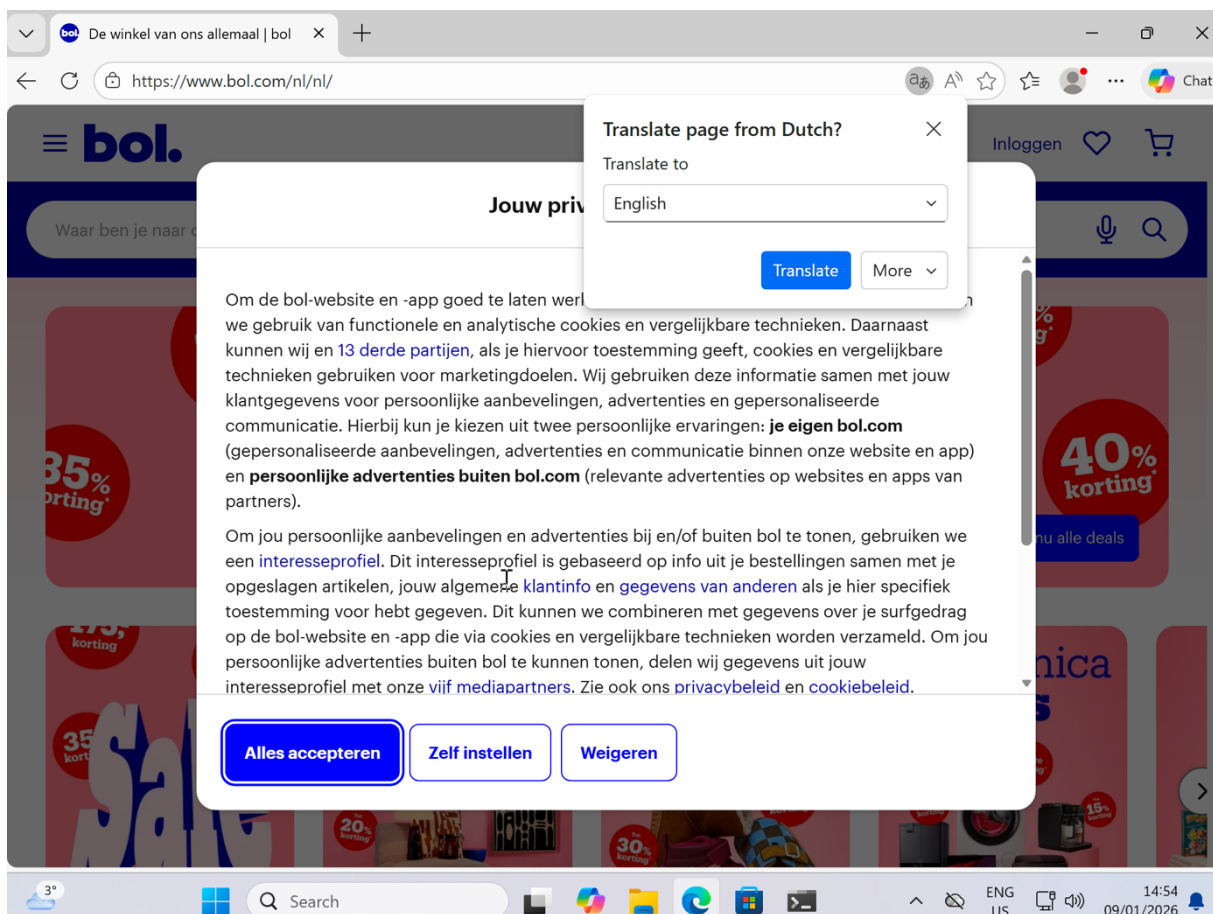 De winkel van ons allemaal | bol
https://www.bol.com/nl/nl/
Chat
Translate page from Dutch?
Translate to
English
Translate
More
bol.
Inloggen
Waar ben je naar
Jouw priv
Om de bol-website en -app goed te laten werk
we gebruik van functionele en analytische cookies en vergelijkbare technieken. Daarnaast
kunnen wij en 13 derde partijen, als je hiervoor toestemming geeft, cookies en vergelijkbare
technieken gebruiken voor marketingdoelen. Wij gebruiken deze informatie samen met jouw
klantgegevens voor persoonlijke aanbevelingen, advertenties en gepersonaliseerde
communicatie. Hierbij kun je kiezen uit twee persoonlijke ervaringen: je eigen bol.com
(gepersonaliseerde aanbevelingen, advertenties en communicatie binnen onze website en app)
en persoonlijke advertenties buiten bol.com (relevante advertenties op websites en apps van
partners).
Om jou persoonlijke aanbevelingen en advertenties bij en/of buiten bol te tonen, gebruiken we
een interesseprofiel. Dit interesseprofiel is gebaseerd op info uit je bestellingen samen met je
opgeslagen artikelen, jouw algemene klantinfo en gegevens van anderen als je hier specifiek
toestemming voor hebt gegeven. Dit kunnen we combineren met gegevens over je surfgedrag
op de bol-website en -app die via cookies en vergelijkbare technieken worden verzameld. Om jou
persoonlijke advertenties buiten bol te kunnen tonen, delen wij gegevens uit jouw
interesseprofiel met onze vijf mediapartners. Zie ook ons privacybeleid en cookiebeleid.
Alles accepteren
Zelf instellen
Weigeren
35%
orting
40%
korting
nu alle deals
175,-
korting
nica
s
35
kort
Sale
20%
korting
30%
korting
15%
korting
3°
Search
ENG
US
14:54
09/01/2026